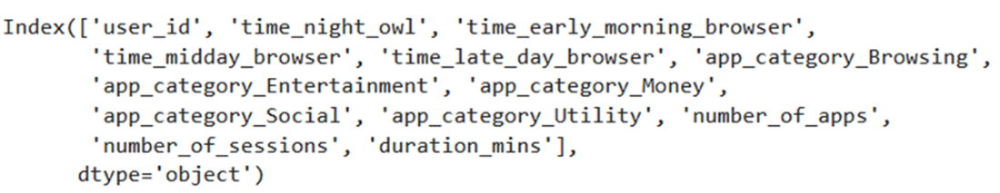 Index(['user_id', 'time_night_owl', 'time_early_morning_browser',
'time_midday_browser', 'time_late_day_browser', 'app_category_Browsing',
'app_category_Entertainment', 'app_category_Money',
'app_category_Social', 'app_category_Utility', 'number_of_apps',
'number_of_sessions', 'duration_mins'],
dtype='object')